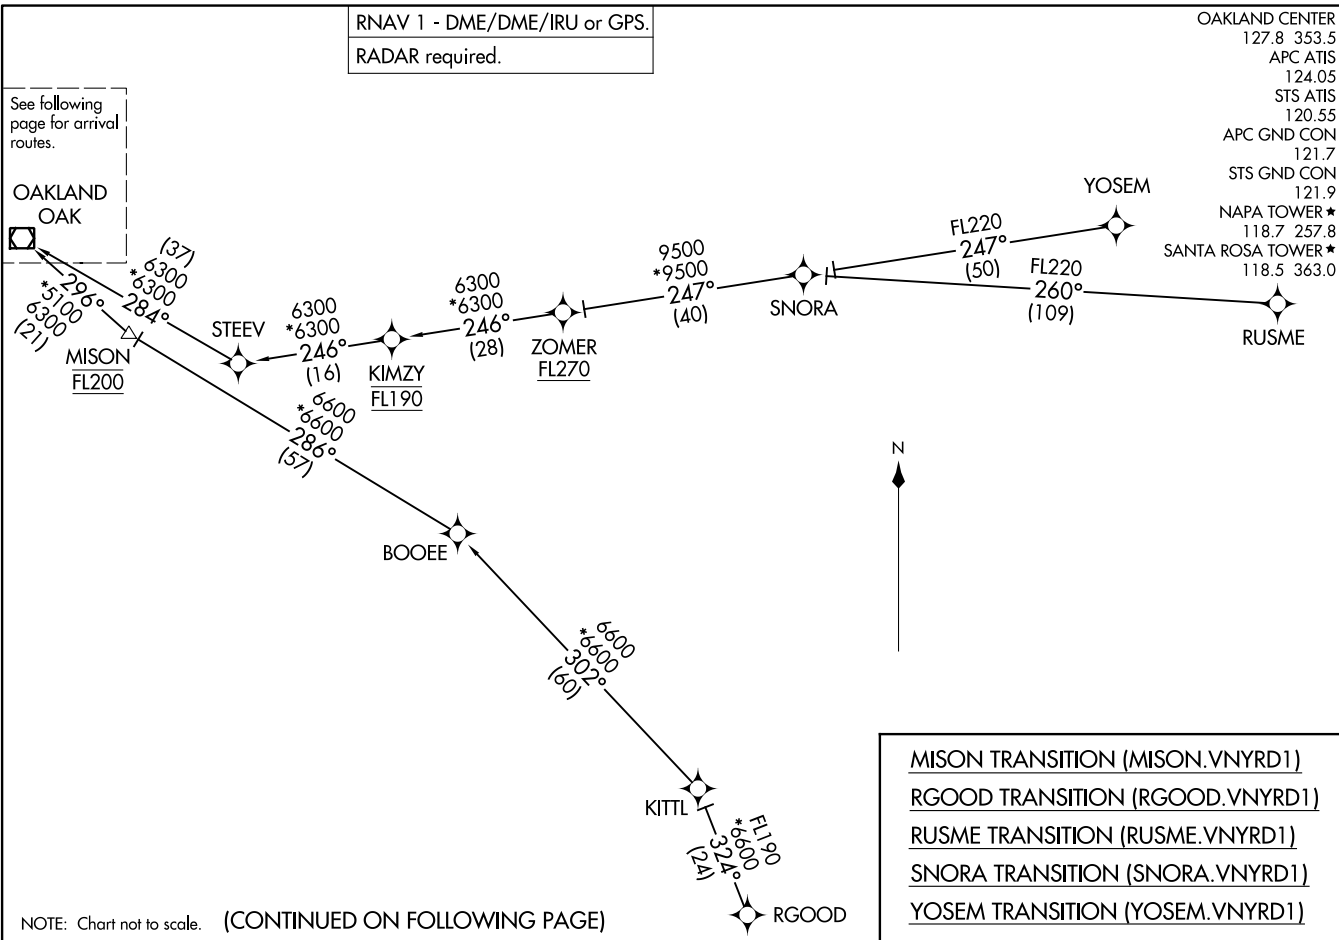 RNAV 1 - DME/DME/IRU or GPS.
RADAR required.
OAKLAND CENTER
127.8 353.5
APC ATIS
124.05
STS ATIS
120.55
APC GND CON
121.7
STS GND CON
121.9
NAPA TOWER★
118.7 257.8
SANTA ROSA TOWER★
118.5 363.0
See following
page for arrival
routes.
OAKLAND
OAK
(37)
6300
*6300
284°
296°
*5100
6300
(21)
MISON
FL200
STEEV
6300
*6300
246°
(16)
KIMZY
FL190
6300
*6300
246°
(28)
ZOMER
FL270
9500
*9500
247°
(40)
SNORA
FL220
247°
(50)
YOSEM
FL220
260°
(109)
RUSME
6600
*6600
286°
(57)
BOOEE
N
6600
*6600
302°
(60)
KITTL
FL190
*6600
324°
(24)
RGOOD
MISON TRANSITION (MISON.VNYRD1)
RGOOD TRANSITION (RGOOD.VNYRD1)
RUSME TRANSITION (RUSME.VNYRD1)
SNORA TRANSITION (SNORA.VNYRD1)
YOSEM TRANSITION (YOSEM.VNYRD1)
NOTE: Chart not to scale.
(CONTINUED ON FOLLOWING PAGE)